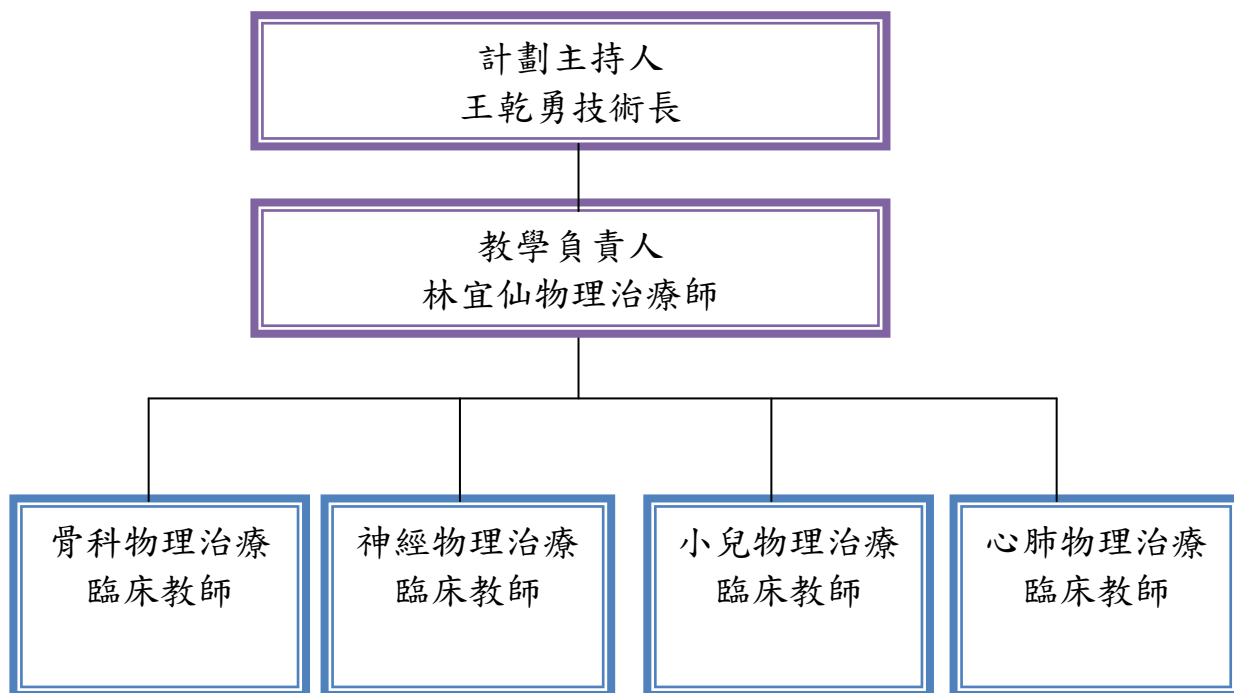 計劃主持人
王乾勇技術長
教學負責人
林宜仙物理治療師
骨科物理治療
臨床教師
神經物理治療
臨床教師
小兒物理治療
臨床教師
心肺物理治療
臨床教師